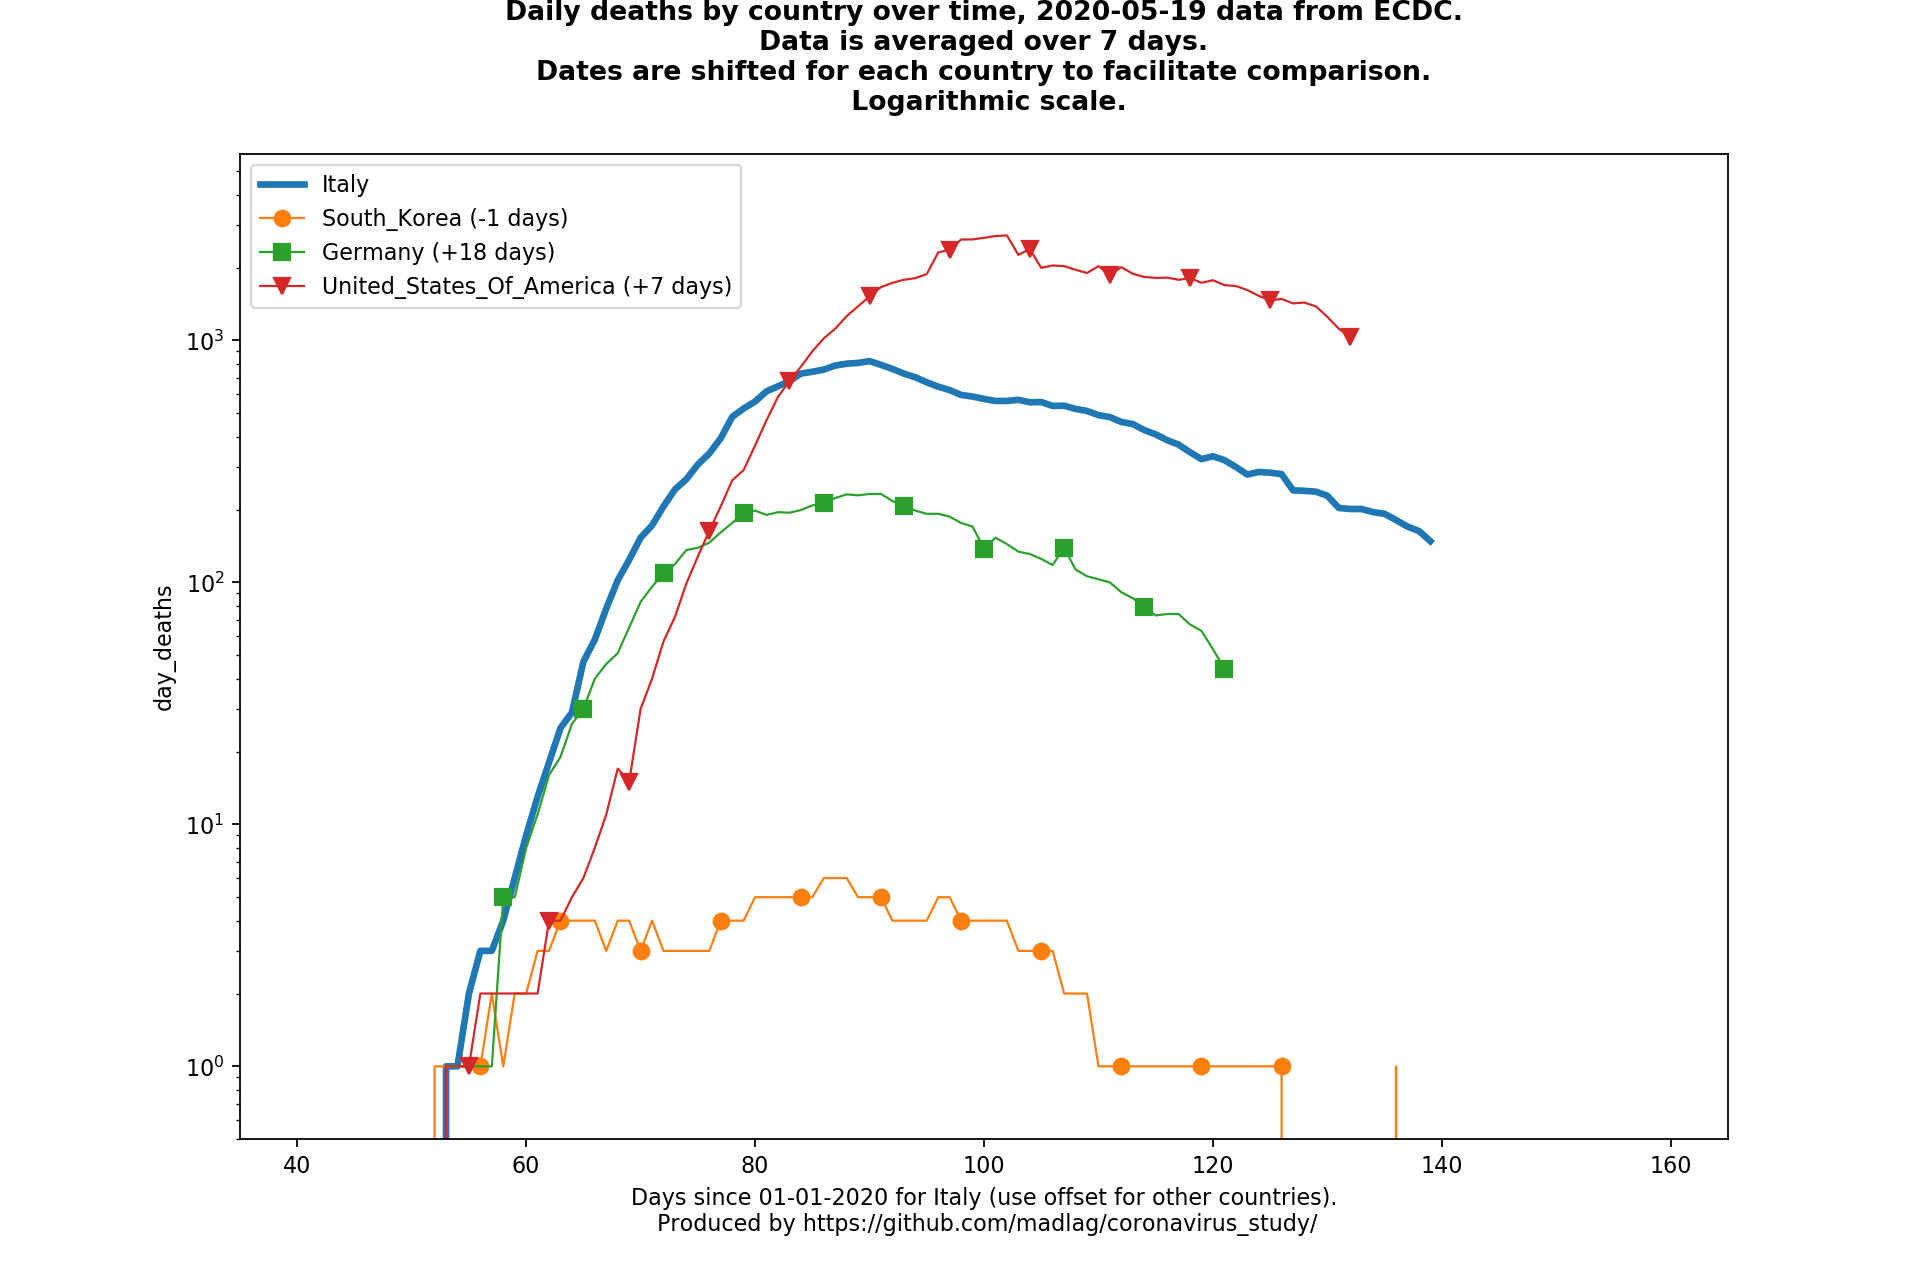 Daily deaths by country over time, 2020-05-19 data from ECDC.
Data is averaged over 7 days.
Dates are shifted for each country to facilitate comparison.
Logarithmic scale.
Italy
South_Korea (-1 days)
Germany (+18 days)
United_States_Of_America (+7 days)
10³
10²
10¹
10⁰
day_deaths
40 60 80 100 120 140 160
Days since 01-01-2020 for Italy (use offset for other countries).
Produced by https://github.com/madlag/coronavirus_study/